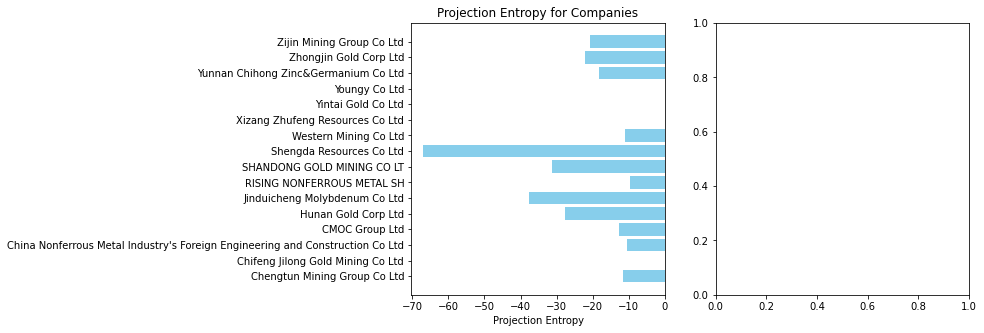 Projection Entropy for Companies
Zijin Mining Group Co Ltd
Zhongjin Gold Corp Ltd
Yunnan Chihong Zinc&Germanium Co Ltd
Youngy Co Ltd
Yintai Gold Co Ltd
Xizang Zhufeng Resources Co Ltd
Western Mining Co Ltd
Shengda Resources Co Ltd
SHANDONG GOLD MINING CO LT
RISING NONFERROUS METAL SH
Jinduicheng Molybdenum Co Ltd
Hunan Gold Corp Ltd
CMOC Group Ltd
China Nonferrous Metal Industry's Foreign Engineering and Construction Co Ltd
Chifeng Jilong Gold Mining Co Ltd
Chengtun Mining Group Co Ltd
−70 −60 −50 −40 −30 −20 −10 0
Projection Entropy
1.0
0.8
0.6
0.4
0.2
0.0
0.0 0.2 0.4 0.6 0.8 1.0